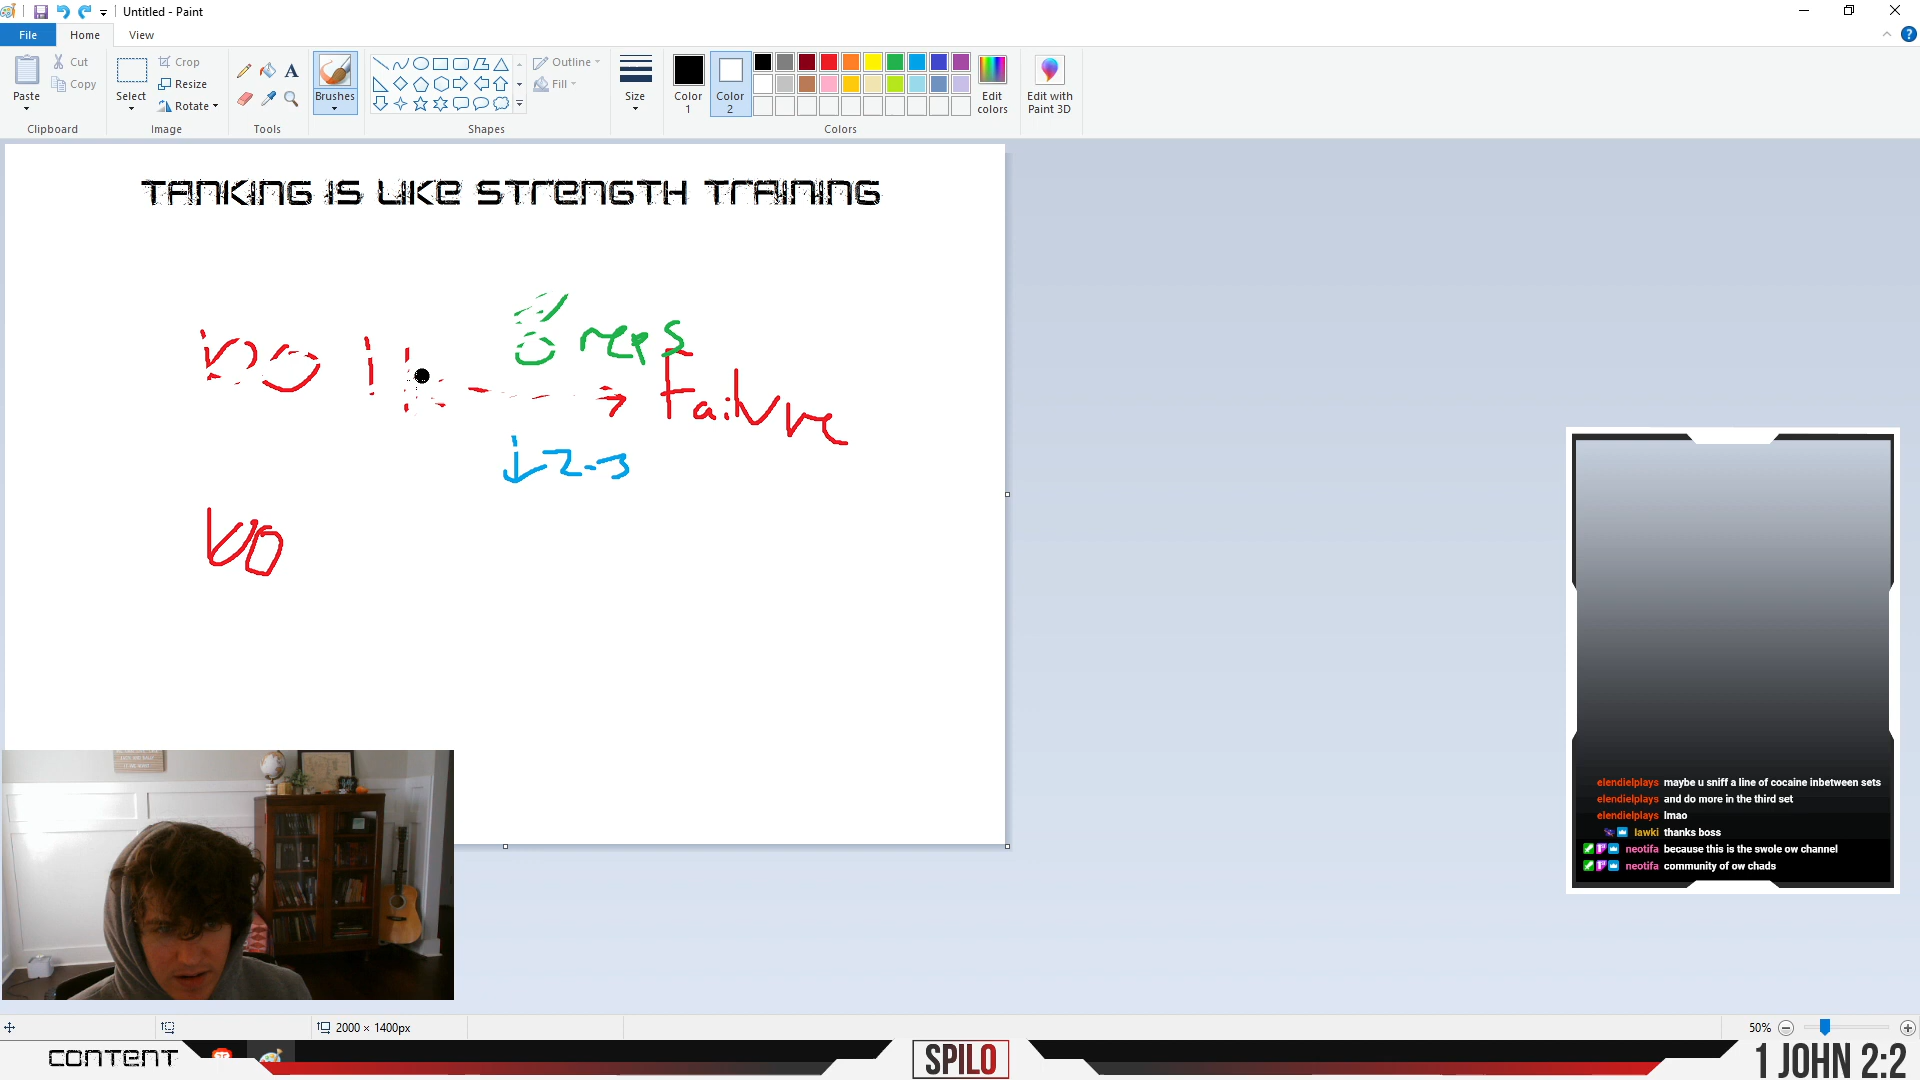 Untitled - Paint
File Home View
Paste
Cut
Copy
Clipboard
Select
Crop
Resize
Rotate
Image
Tools
Brushes
Shapes
Outline
Fill
Size
Color 1
Color 2
Colors
Edit colors
Edit with Paint 3D
TANKING IS LIKE STRENGTH TRAINING
8 reps
failure
2-3
elendielplays maybe u sniff a line of cocaine inbetween sets
elendielplays and do more in the third set
elendielplays lmao
lawki thanks boss
neotifa because this is the swole ow channel
neotifa community of ow chads
2000 × 1400px
50%
CONTENT
SPILO
1 JOHN 2:2